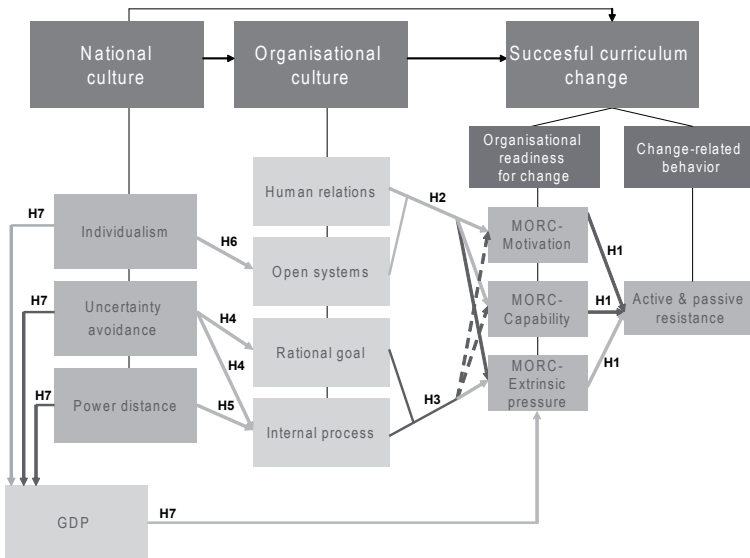 National
culture
Organisational
culture
Succesful curriculum
change
Organisational
readiness
for change
Change-related
behavior
Human relations
H2
H7
Individualism
H6
MORC-
Motivation
H1
Open systems
H7
Uncertainty
avoidance
H4
H4
MORC-
Capability
H1
Active & passive
resistance
Rational goal
H1
H7
Power distance
H5
MORC-
Extrinsic
pressure
Internal process
H3
GDP
H7